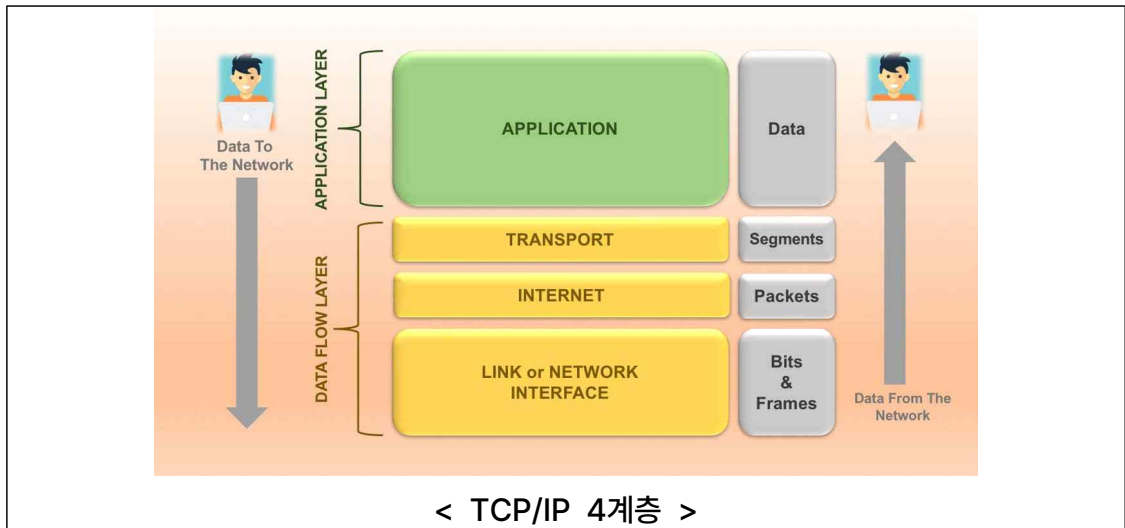 Data To
The Network
APPLICATION LAYER
APPLICATION
Data
DATA FLOW LAYER
TRANSPORT
Segments
INTERNET
Packets
LINK or NETWORK
INTERFACE
Bits
&
Frames
Data From The
Network
< TCP/IP 4계층 >